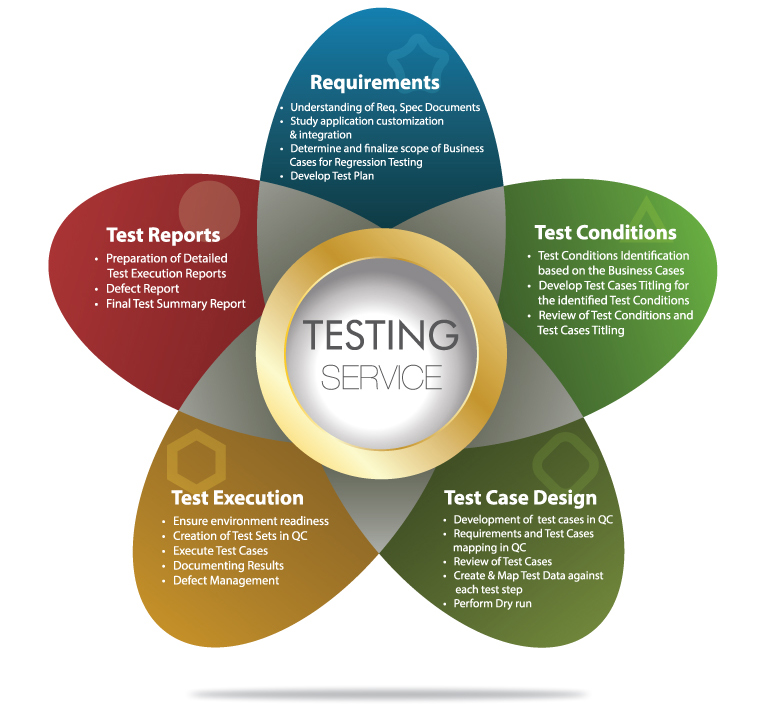 Requirements
• Understanding of Req. Spec Documents
• Study application customization
& integration
• Determine and finalize scope of Business
Cases for Regression Testing
• Develop Test Plan
Test Conditions
• Test Conditions Identification
based on the Business Cases
• Develop Test Cases Titling for
the identified Test Conditions
• Review of Test Conditions and
Test Cases Titling
Test Case Design
• Development of test cases in QC
• Requirements and Test Cases
mapping in QC
• Review of Test Cases
• Create & Map Test Data against
each test step
• Perform Dry run
Test Execution
• Ensure environment readiness
• Creation of Test Sets in QC
• Execute Test Cases
• Documenting Results
• Defect Management
Test Reports
• Preparation of Detailed
Test Execution Reports
• Defect Report
• Final Test Summary Report
TESTING
SERVICE